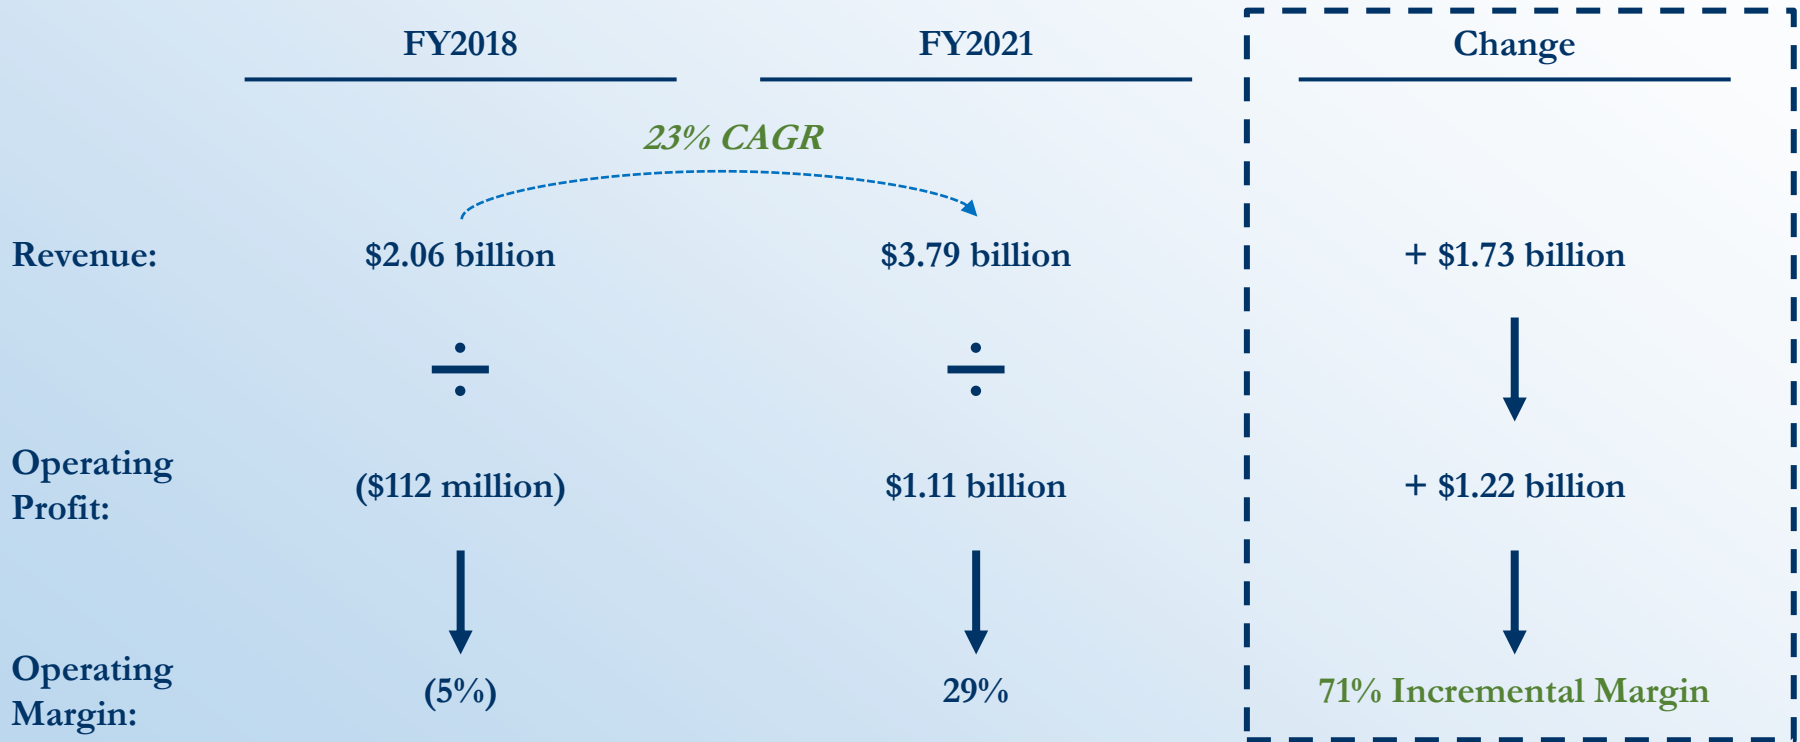 FY2018
FY2021
Change
23% CAGR
Revenue:
$2.06 billion
$3.79 billion
+ $1.73 billion
÷
÷
Operating
Profit:
($112 million)
$1.11 billion
+ $1.22 billion
Operating
Margin:
(5%)
29%
71% Incremental Margin